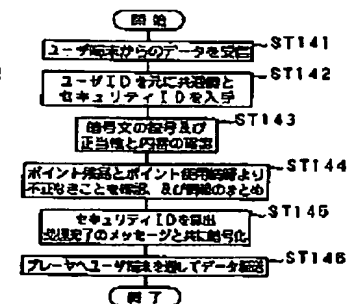 開始
ユーザ端末からのデータを受信
ST141
ユーザIDを元に共通鍵と
セキュリティIDを入手
ST142
暗号文の復号及び
正当性と内容の確認
ST143
ポイント残高とポイント使用情報より
不正なきことを確認、及び情報のまとめ
ST144
セキュリティIDを算出
処理完了のメッセージと共に暗号化
ST145
プレーヤへユーザ端末を通してデータ転送
ST146
終了